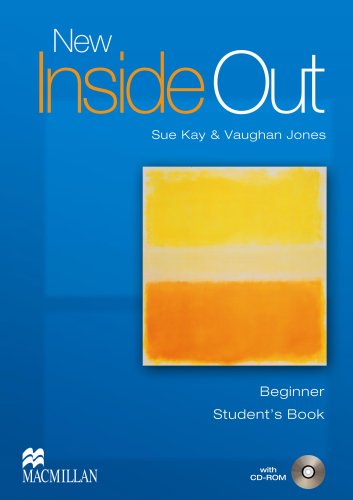 New
Inside Out
Sue Kay & Vaughan Jones
Beginner
Student's Book
with
CD-ROM
MACMILLAN